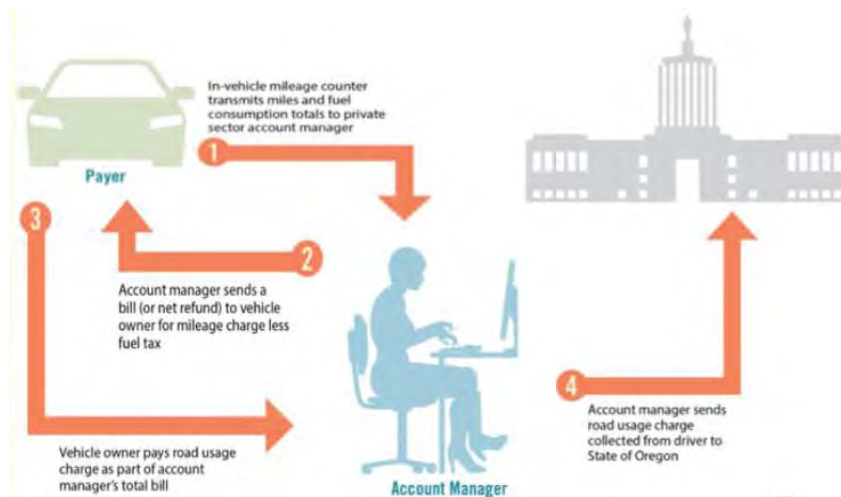 In-vehicle mileage counter
transmits miles and fuel
consumption totals to private
sector account manager
1
Payer
3
2
Account manager sends a
bill (or net refund) to vehicle
owner for mileage charge less
fuel tax
4
Account manager sends
road usage charge
collected from driver to
State of Oregon
Vehicle owner pays road usage
charge as part of account
manager's total bill
Account Manager